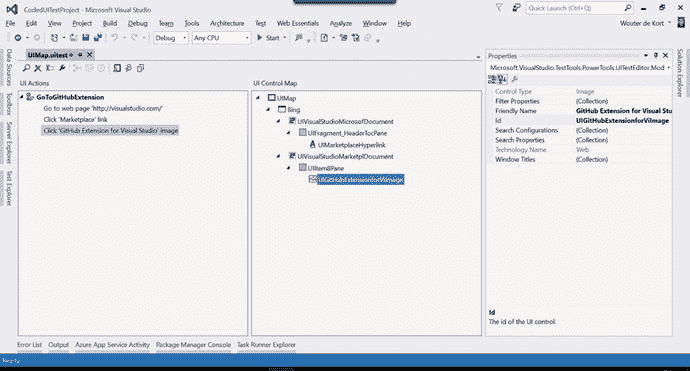 CodedUITestProject - Microsoft Visual Studio
Quick Launch (Ctrl+Q)
File Edit View Project Build Debug Team Tools Architecture Test Web Essentials Analyze Window Help
Wouter de Kort
Debug Any CPU Start
UIMap.uitest
UI Actions
GoToGitHubExtension
Go to web page 'http://visualstudio.com/'
Click 'Marketplace' link
Click 'GitHub Extension for Visual Studio' image
UI Control Map
UIMap
Bing
UIVisualStudioMicrosofDocument
UIFragment_HeaderTocPane
UIMarketplaceHyperlink
UIVisualStudioMarketplDocument
UIItem8Pane
UIGitHubExtensionforViImage
Properties
Microsoft.VisualStudio.TestTools.PowerTools.UITestEditor.Mod
Control Type Image
Filter Properties (Collection)
Friendly Name GitHub Extension for Visual Stu
Id UIGitHubExtensionforViImage
Search Configurations (Collection)
Search Properties (Collection)
Technology Name Web
Window Titles (Collection)
Id
The id of the UI control.
Data Sources
Toolbox
Server Explorer
Test Explorer
Solution Explorer
Error List Output Azure App Service Activity Package Manager Console Task Runner Explorer
Ready